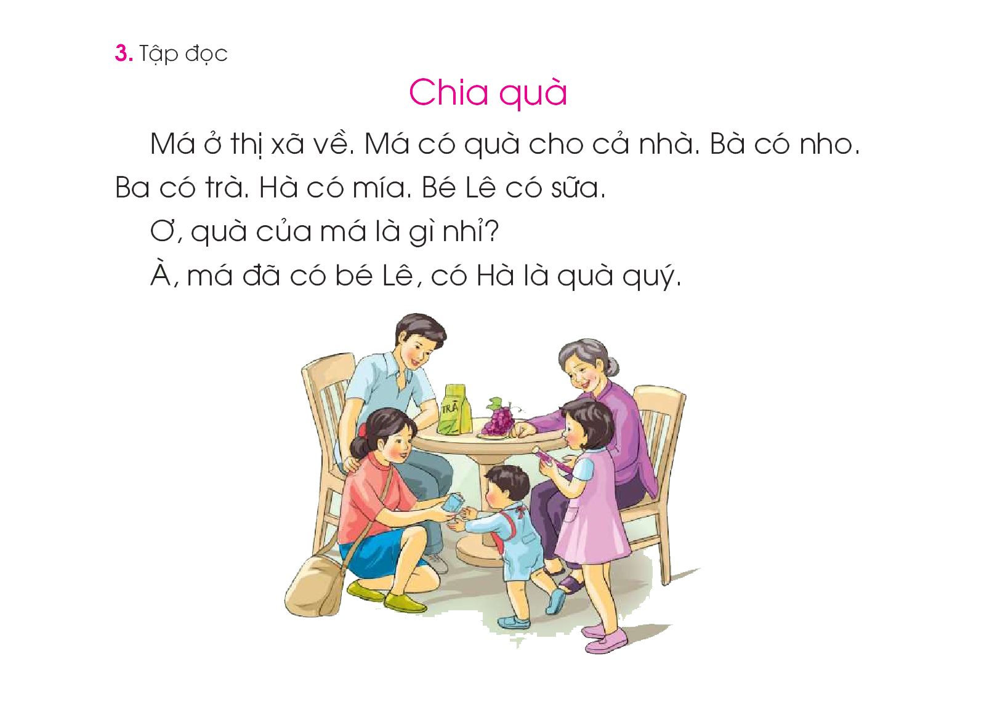 3. Tập đọc
Chia quà
Má ở thị xã về. Má có quà cho cả nhà. Bà có nho.
Ba có trà. Hà có mía. Bé Lê có sữa.
Ơ, quà của má là gì nhỉ?
À, má đã có bé Lê, có Hà là quà quý.
TRÀ